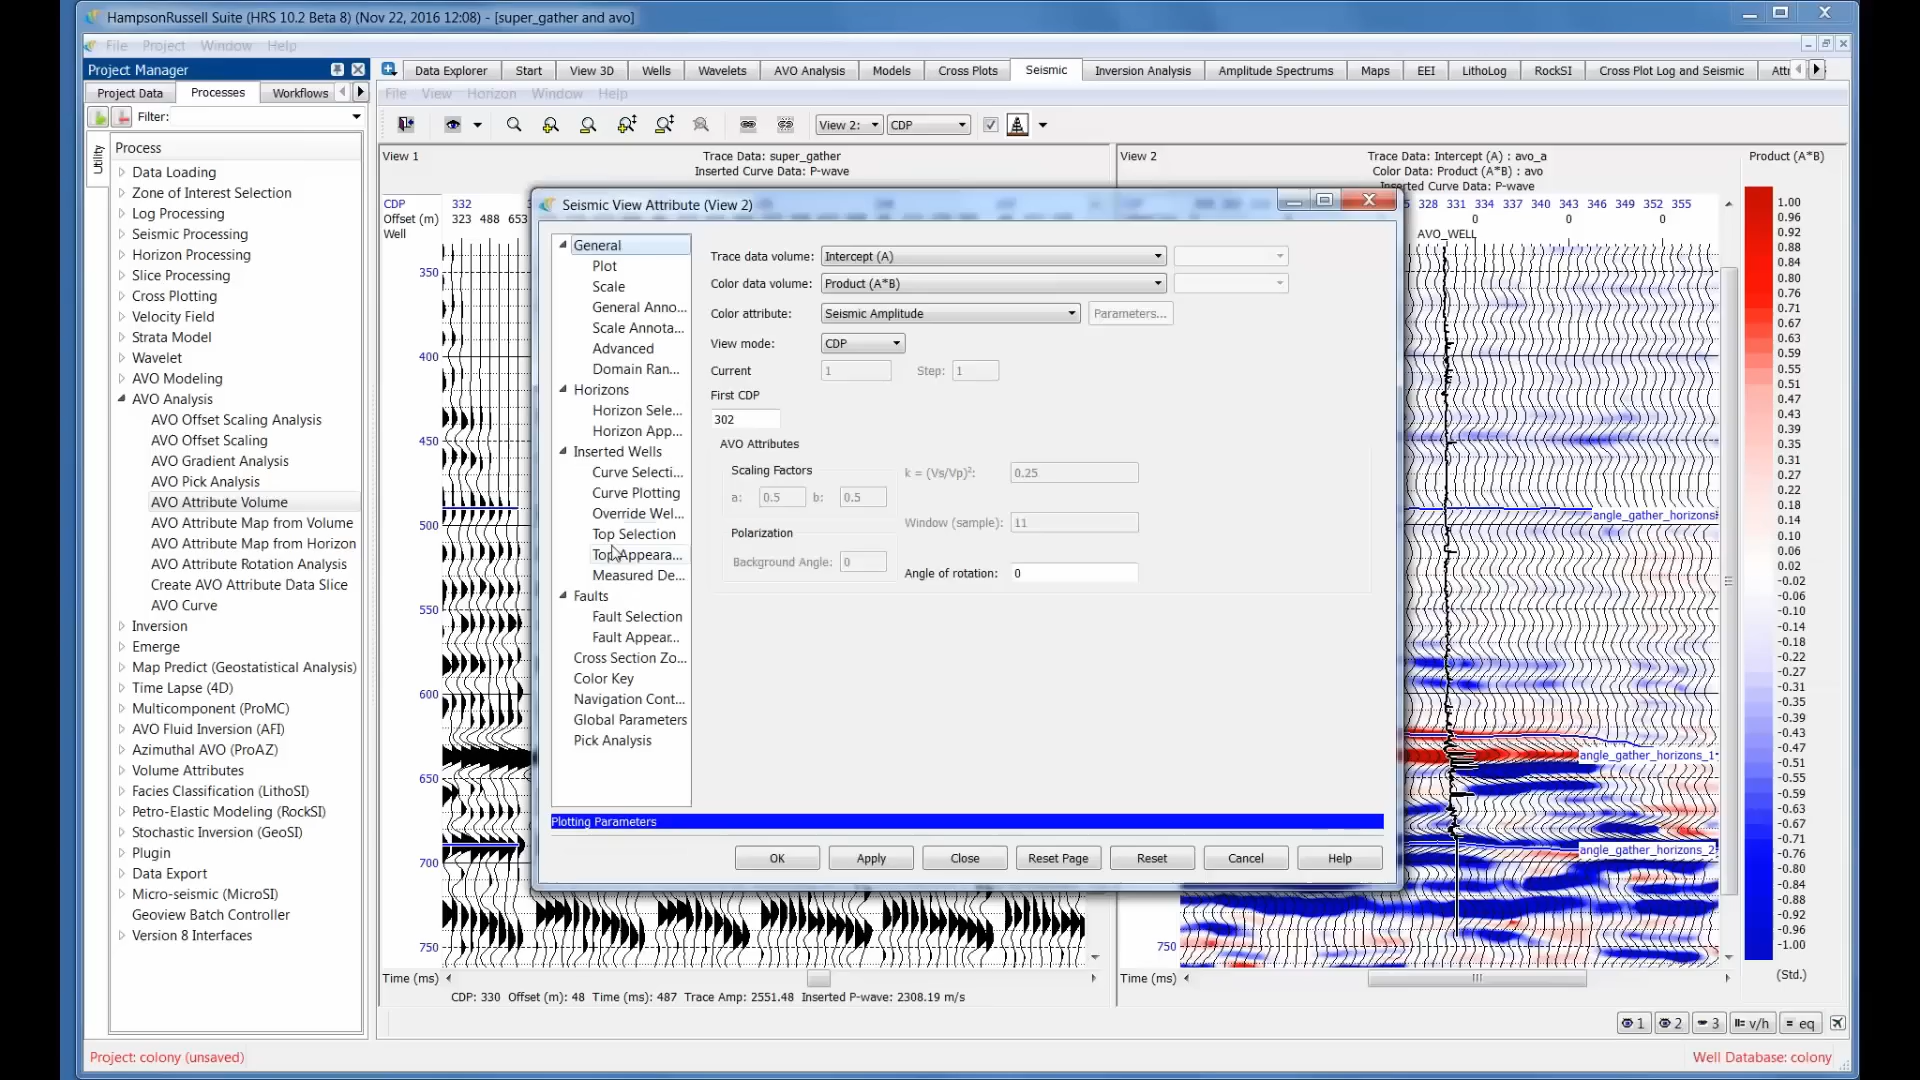 HampsonRussell Suite (HRS 10.2 Beta 8) (Nov 22, 2016 12:08) - [super_gather and avo]
File Project Window Help
Project Manager
Data Explorer Start View 3D Wells Wavelets AVO Analysis Models Cross Plots Seismic Inversion Analysis Amplitude Spectrums Maps EEI LithoLog RockSI Cross Plot Log and Seismic
Project Data Processes Workflows
File View Horizon Window Help
Filter:
View 2: CDP
Utility
Process
Data Loading
Zone of Interest Selection
Log Processing
Seismic Processing
Horizon Processing
Slice Processing
Cross Plotting
Velocity Field
Strata Model
Wavelet
AVO Modeling
AVO Analysis
AVO Offset Scaling Analysis
AVO Offset Scaling
AVO Gradient Analysis
AVO Pick Analysis
AVO Attribute Volume
AVO Attribute Map from Volume
AVO Attribute Map from Horizon
AVO Attribute Rotation Analysis
Create AVO Attribute Data Slice
AVO Curve
Inversion
Emerge
Map Predict (Geostatistical Analysis)
Time Lapse (4D)
Multicomponent (ProMC)
AVO Fluid Inversion (AFI)
Azimuthal AVO (ProAZ)
Volume Attributes
Facies Classification (LithoSI)
Petro-Elastic Modeling (RockSI)
Stochastic Inversion (GeoSI)
Plugin
Data Export
Micro-seismic (MicroSI)
Geoview Batch Controller
Version 8 Interfaces
View 1
Trace Data: super_gather
Inserted Curve Data: P-wave
CDP 332
Offset (m) 323 488 653
Well
350
400
450
500
550
600
650
700
750
Time (ms)
CDP: 330 Offset (m): 48 Time (ms): 487 Trace Amp: 2551.48 Inserted P-wave: 2308.19 m/s
Seismic View Attribute (View 2)
General
Plot
Scale
General Anno...
Scale Annota...
Advanced
Domain Ran...
Horizons
Horizon Sele...
Horizon App...
Inserted Wells
Curve Selecti...
Curve Plotting
Override Wel...
Top Selection
Top Appeara...
Measured De...
Faults
Fault Selection
Fault Appear...
Cross Section Zo...
Color Key
Navigation Cont...
Global Parameters
Pick Analysis
Trace data volume: Intercept (A)
Color data volume: Product (A*B)
Color attribute: Seismic Amplitude Parameters...
View mode: CDP
Current 1 Step: 1
First CDP
302
AVO Attributes
Scaling Factors
k = (Vs/Vp)²: 0.25
a: 0.5 b: 0.5
Window (sample): 11
Polarization
Background Angle: 0
Angle of rotation: 0
Plotting Parameters
OK Apply Close Reset Page Reset Cancel Help
View 2
Trace Data: Intercept (A) : avo_a
Color Data: Product (A*B) : avo
Inserted Curve Data: P-wave
328 331 334 337 340 343 346 349 352 355
0 0 0
AVO_WELL
angle_gather_horizons
angle_gather_horizons_1
angle_gather_horizons_2
750
Time (ms)
Product (A*B)
1.00
0.96
0.92
0.88
0.84
0.80
0.76
0.71
0.67
0.63
0.59
0.55
0.51
0.47
0.43
0.39
0.35
0.31
0.27
0.22
0.18
0.14
0.10
0.06
0.02
-0.02
-0.06
-0.10
-0.14
-0.18
-0.22
-0.27
-0.31
-0.35
-0.39
-0.43
-0.47
-0.51
-0.55
-0.59
-0.63
-0.67
-0.71
-0.76
-0.80
-0.84
-0.88
-0.92
-0.96
-1.00
(Std.)
1 2 3 v/h = eq
Project: colony (unsaved)
Well Database: colony